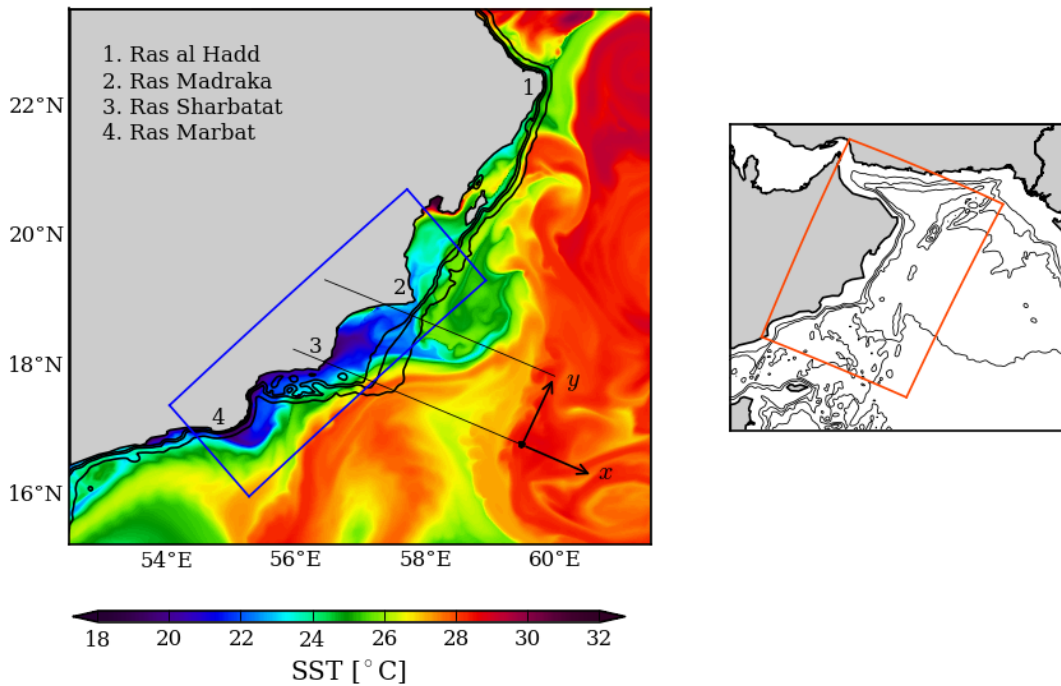 1. Ras al Hadd
2. Ras Madraka
3. Ras Sharbatat
4. Ras Marbat
1
2
3
4
y
x
22°N
20°N
18°N
16°N
54°E 56°E 58°E 60°E
18 20 22 24 26 28 30 32
SST [°C]